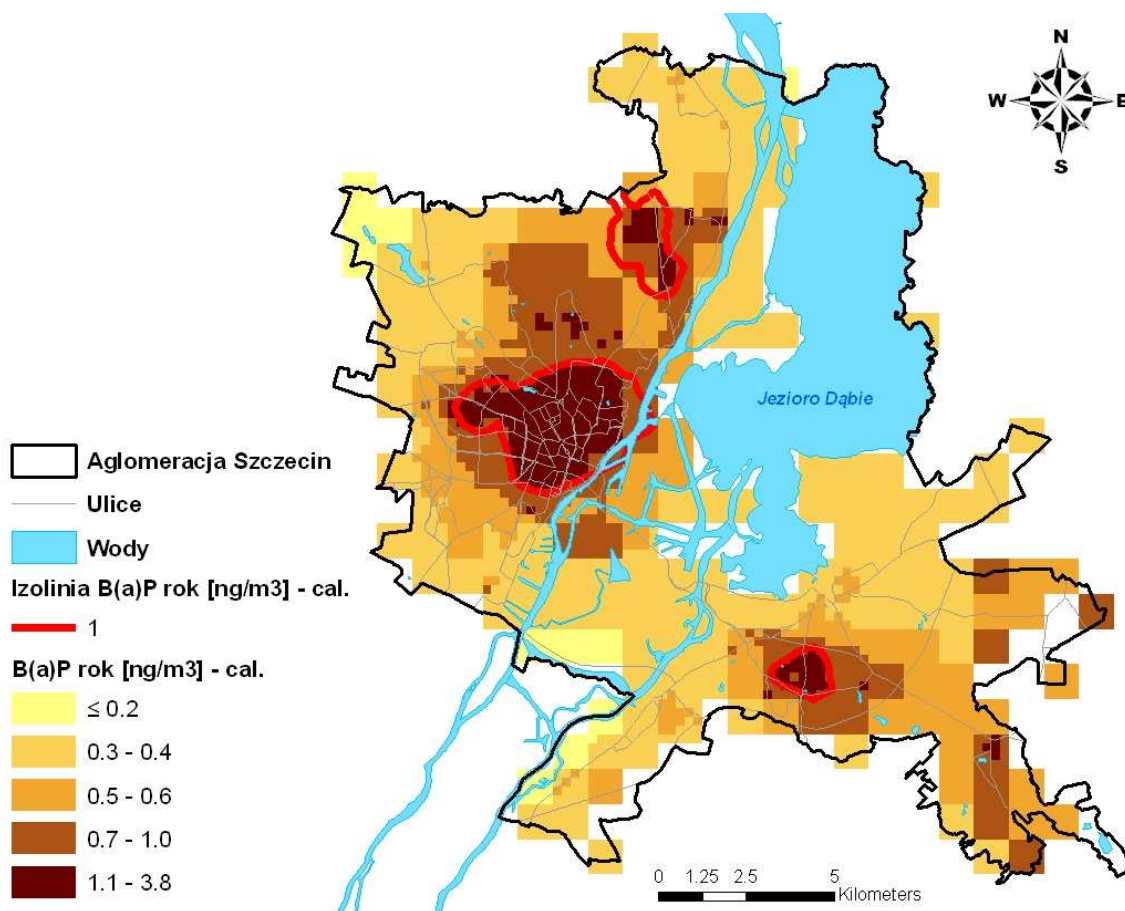 N
W
E
S
Jezioro Dąbie
Aglomeracja Szczecin
Ulice
Wody
Izolinia B(a)P rok [ng/m3] - cal.
1
B(a)P rok [ng/m3] - cal.
≤ 0.2
0.3 - 0.4
0.5 - 0.6
0.7 - 1.0
1.1 - 3.8
0 1.25 2.5 5
Kilometers